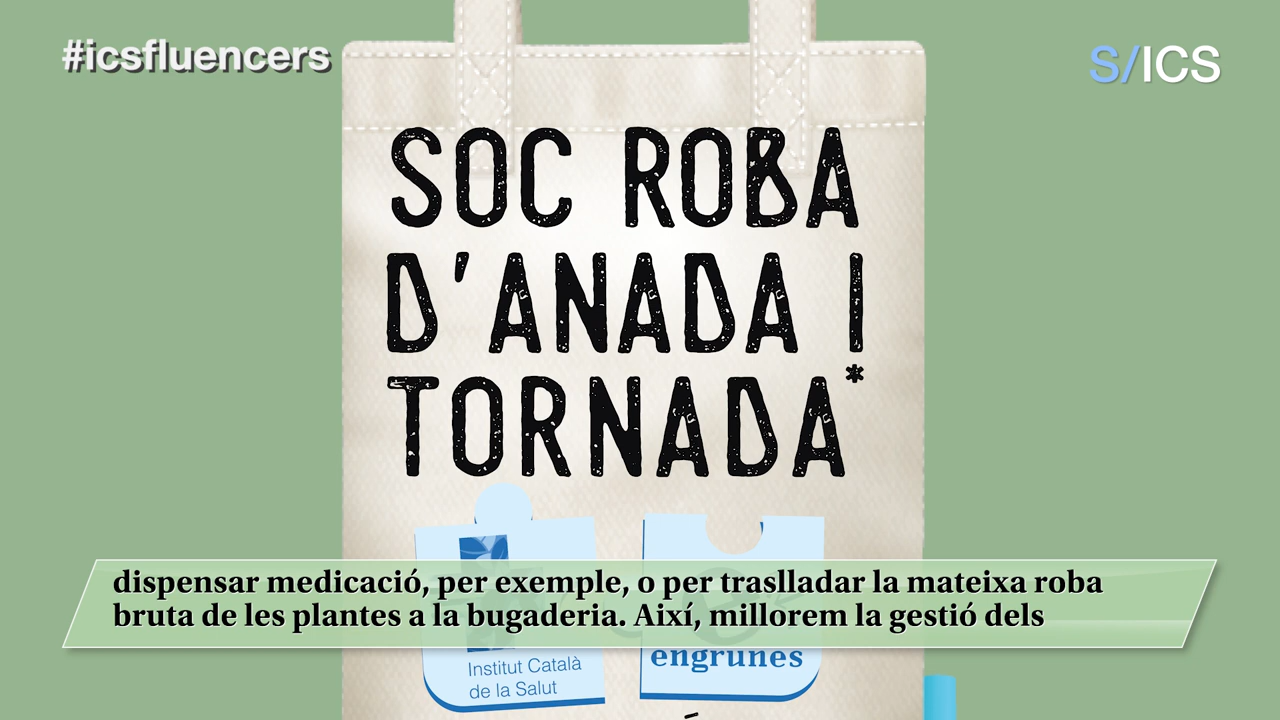 #icsfluencers
S/ICS
SOC ROBA
D'ANADA I
TORNADA*
dispensar medicació, per exemple, o per traslladar la mateixa roba
bruta de les plantes a la bugaderia. Així, millorem la gestió dels
Institut Català
de la Salut
engrunes